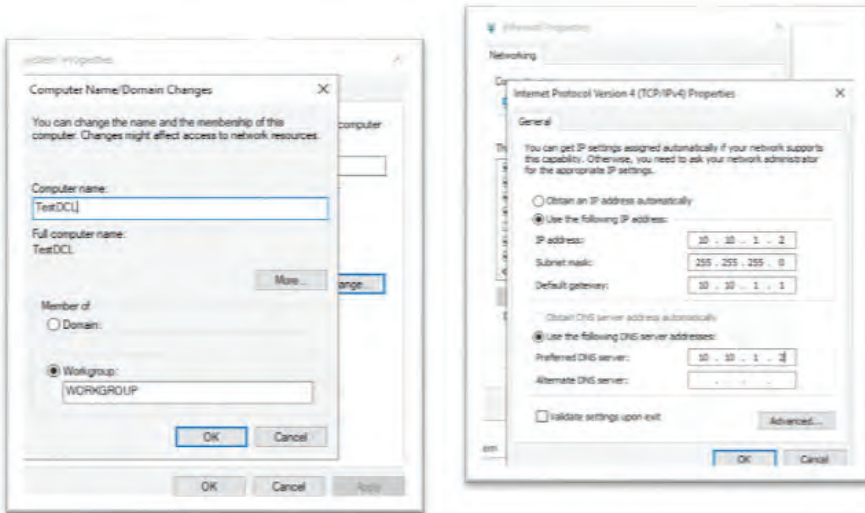 System Properties
Computer Name/Domain Changes
You can change the name and the membership of this
computer. Changes might affect access to network resources.
computer
Computer name:
TestDCL
Full computer name:
TestDCL
More...
ange...
Member of
Domain:
Workgroup:
WORKGROUP
OK Cancel
OK Cancel Apply
Ethernet0 Properties
Networking
Internet Protocol Version 4 (TCP/IPv4) Properties
General
You can get IP settings assigned automatically if your network supports
this capability. Otherwise, you need to ask your network administrator
for the appropriate IP settings.
Obtain an IP address automatically
Use the following IP address:
IP address: 10 . 10 . 1 . 2
Subnet mask: 255 . 255 . 255 . 0
Default gateway: 10 . 10 . 1 . 1
Obtain DNS server address automatically
Use the following DNS server addresses:
Preferred DNS server: 10 . 10 . 1 . 2
Alternate DNS server: . . .
Validate settings upon exit
Advanced...
OK Cancel